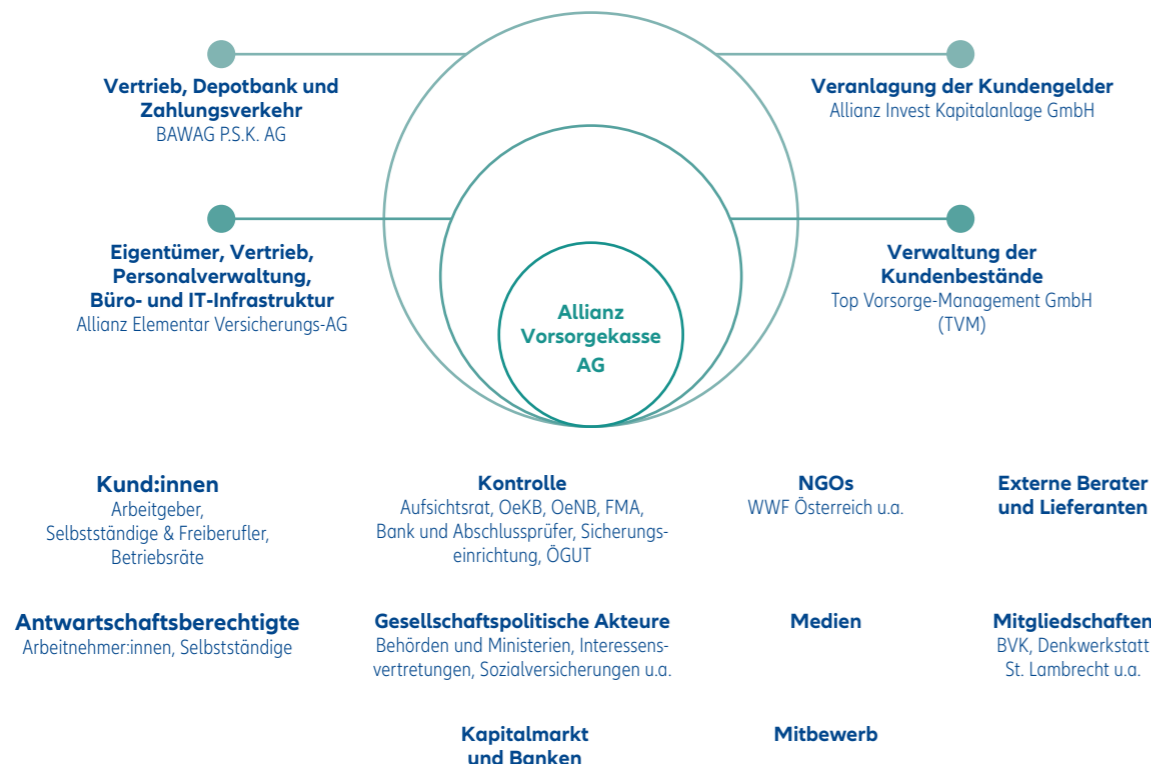 Vertrieb, Depotbank und
Zahlungsverkehr
BAWAG P.S.K. AG
Veranlagung der Kundengelder
Allianz Invest Kapitalanlage GmbH
Eigentümer, Vertrieb,
Personalverwaltung,
Büro- und IT-Infrastruktur
Allianz Elementar Versicherungs-AG
Verwaltung der
Kundenbestände
Top Vorsorge-Management GmbH
(TVM)
Allianz
Vorsorgekasse
AG
Kund:innen
Arbeitgeber,
Selbstständige & Freiberufler,
Betriebsräte
Kontrolle
Aufsichtsrat, OeKB, OeNB, FMA,
Bank und Abschlussprüfer, Sicherungs-
einrichtung, ÖGUT
NGOs
WWF Österreich u.a.
Externe Berater
und Lieferanten
Antwartschaftsberechtigte
Arbeitnehmer:innen, Selbstständige
Gesellschaftspolitische Akteure
Behörden und Ministerien, Interessens-
vertretungen, Sozialversicherungen u.a.
Medien
Mitgliedschaften
BVK, Denkwerkstatt
St. Lambrecht u.a.
Kapitalmarkt
und Banken
Mitbewerb